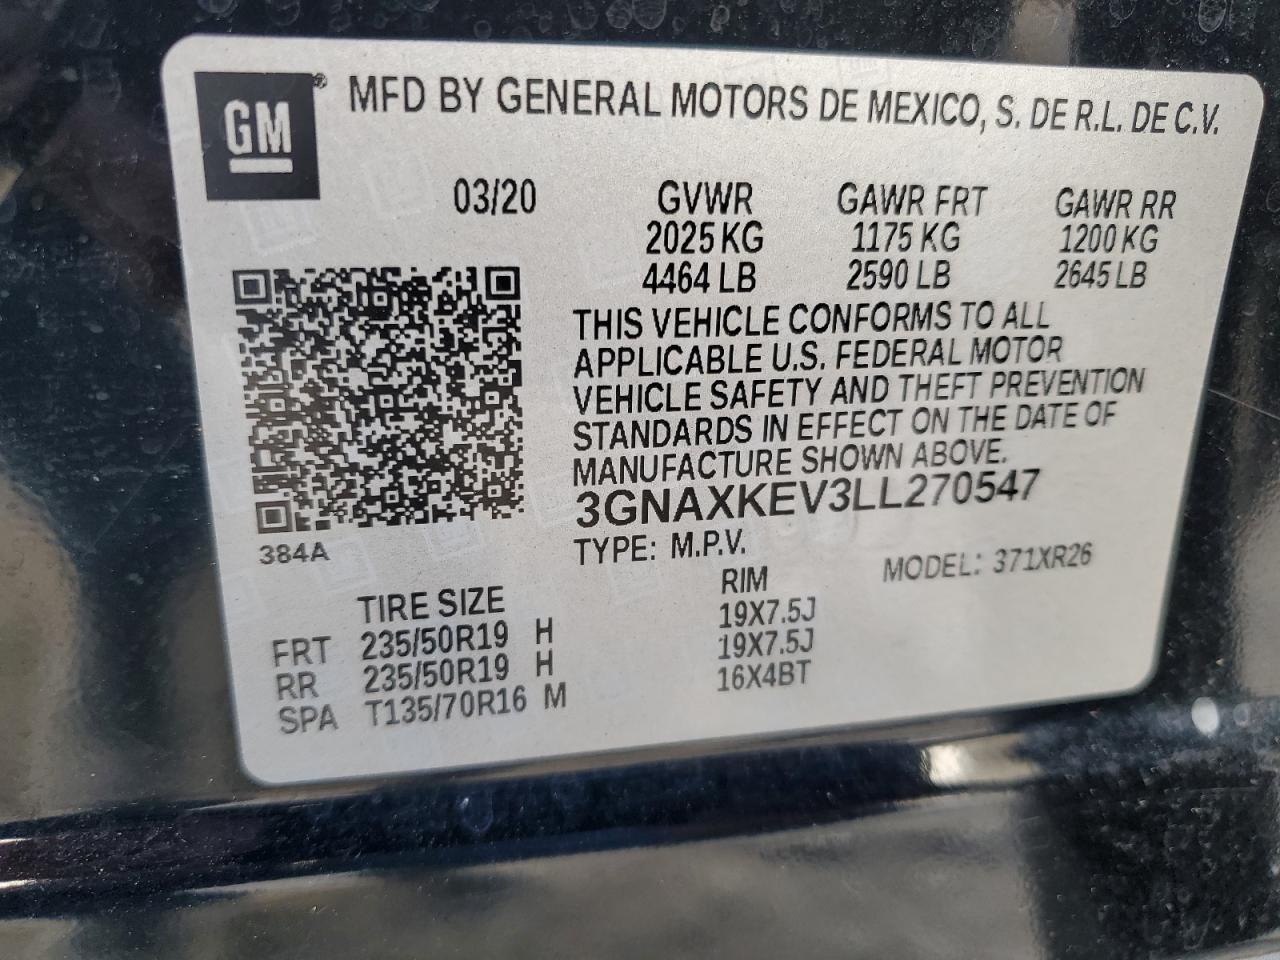 GM ® MFD BY GENERAL MOTORS DE MEXICO, S. DE R.L. DE C.V.
03/20 GVWR GAWR FRT GAWR RR
2025 KG 1175 KG 1200 KG
4464 LB 2590 LB 2645 LB
THIS VEHICLE CONFORMS TO ALL
APPLICABLE U.S. FEDERAL MOTOR
VEHICLE SAFETY AND THEFT PREVENTION
STANDARDS IN EFFECT ON THE DATE OF
MANUFACTURE SHOWN ABOVE.
3GNAXKEV3LL270547
384A TYPE: M.P.V. MODEL: 371XR26
TIRE SIZE RIM
FRT 235/50R19 H 19X7.5J
RR 235/50R19 H 19X7.5J
SPA T135/70R16 M 16X4BT